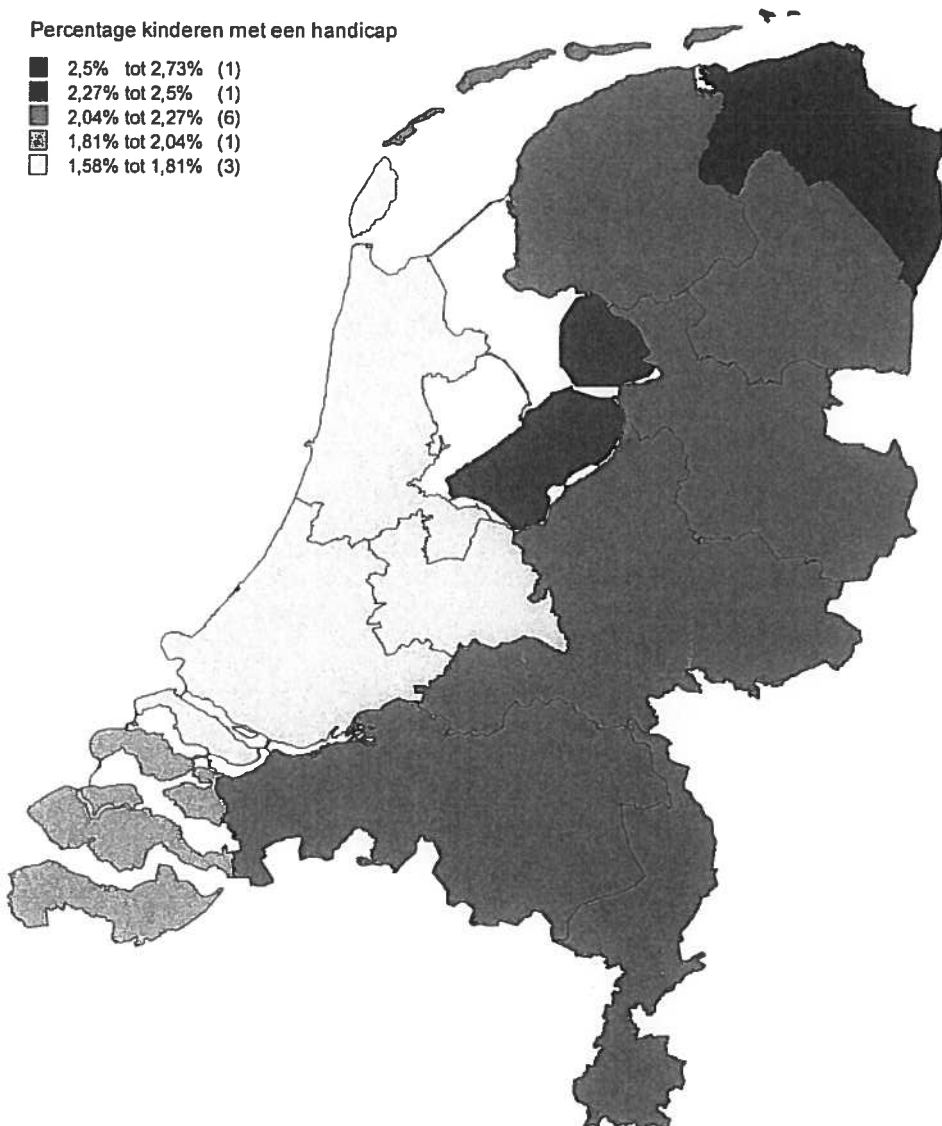 Percentage kinderen met een handicap
2,5% tot 2,73% (1)
2,27% tot 2,5% (1)
2,04% tot 2,27% (6)
1,81% tot 2,04% (1)
1,58% tot 1,81% (3)